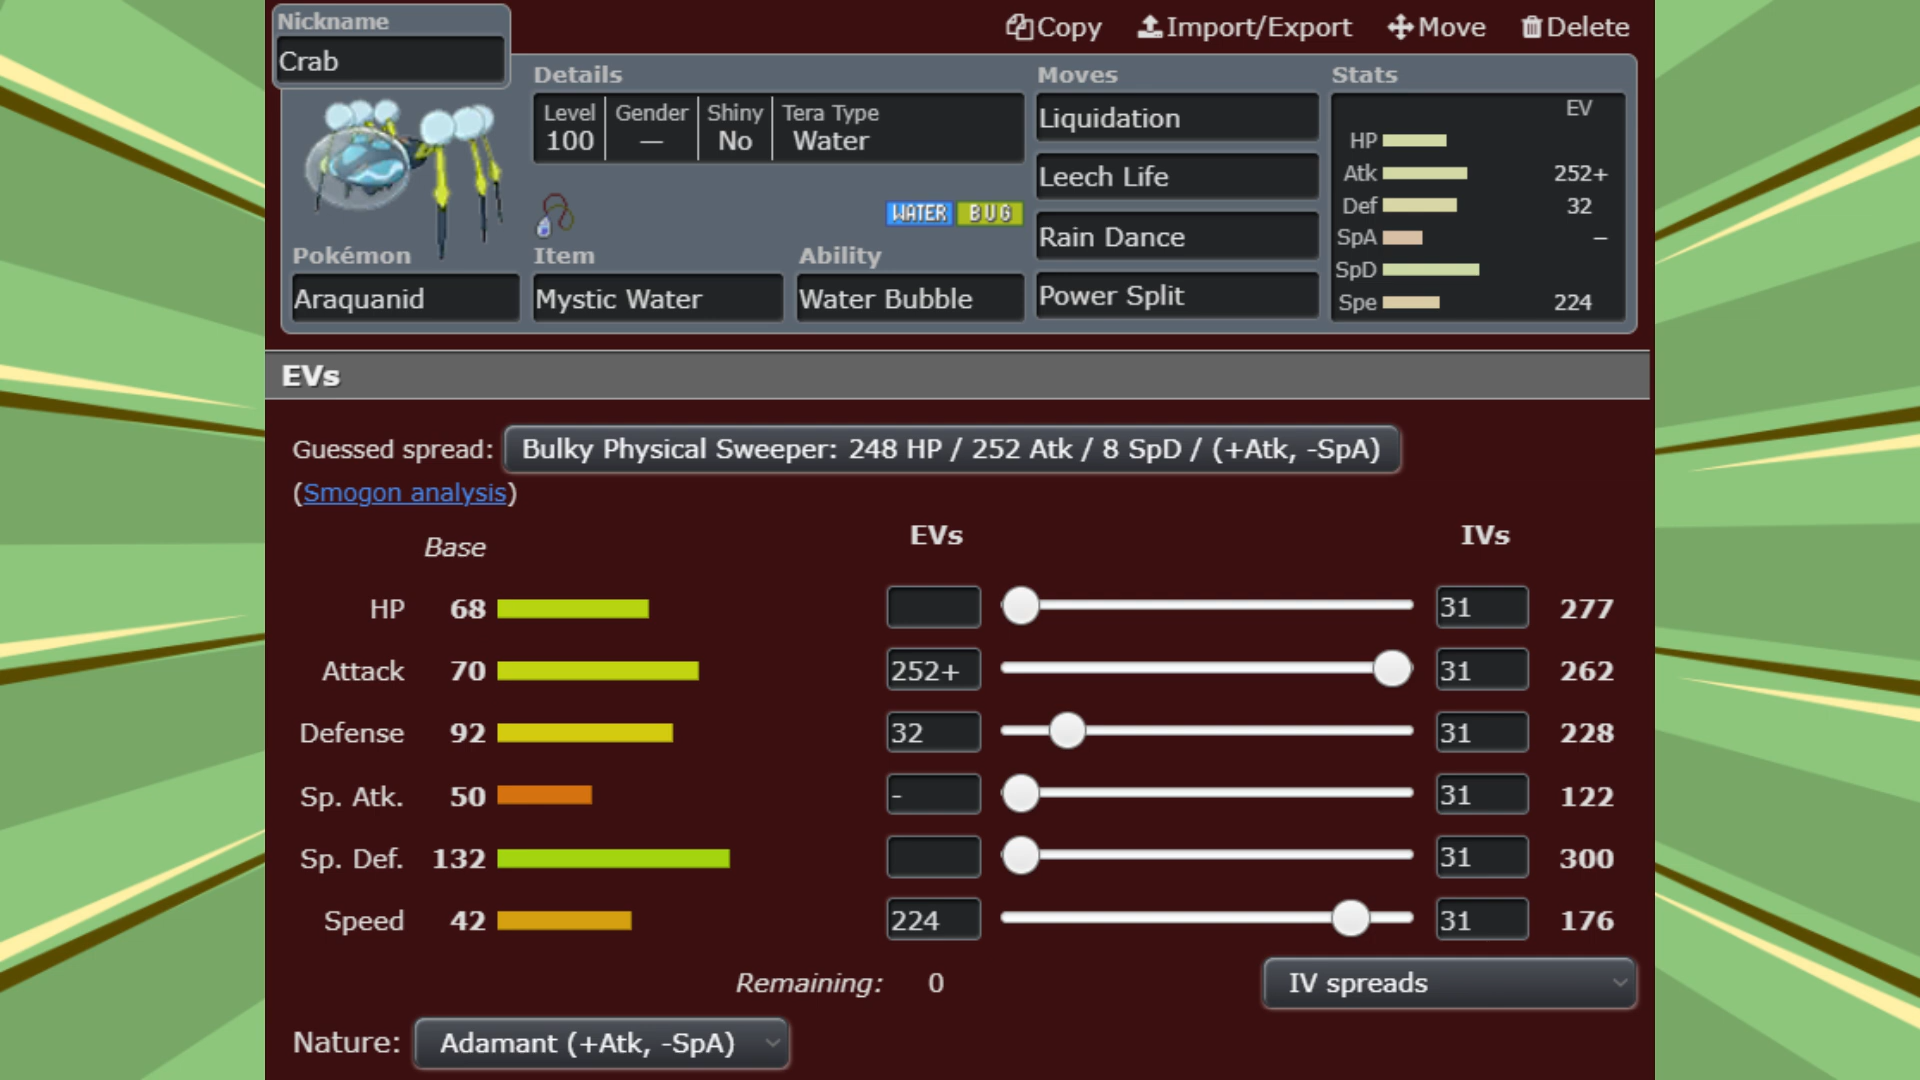 Nickname
Crab
Copy Import/Export Move Delete
Details
Level Gender Shiny Tera Type
100 — No Water
WATER BUG
Pokémon Item Ability
Araquanid Mystic Water Water Bubble
Moves
Liquidation
Leech Life
Rain Dance
Power Split
Stats
EV
HP
Atk 252+
Def 32
SpA –
SpD
Spe 224
EVs
Guessed spread: Bulky Physical Sweeper: 248 HP / 252 Atk / 8 SpD / (+Atk, -SpA)
(Smogon analysis)
Base EVs IVs
HP 68 31 277
Attack 70 252+ 31 262
Defense 92 32 31 228
Sp. Atk. 50 - 31 122
Sp. Def. 132 31 300
Speed 42 224 31 176
Remaining: 0 IV spreads
Nature: Adamant (+Atk, -SpA)